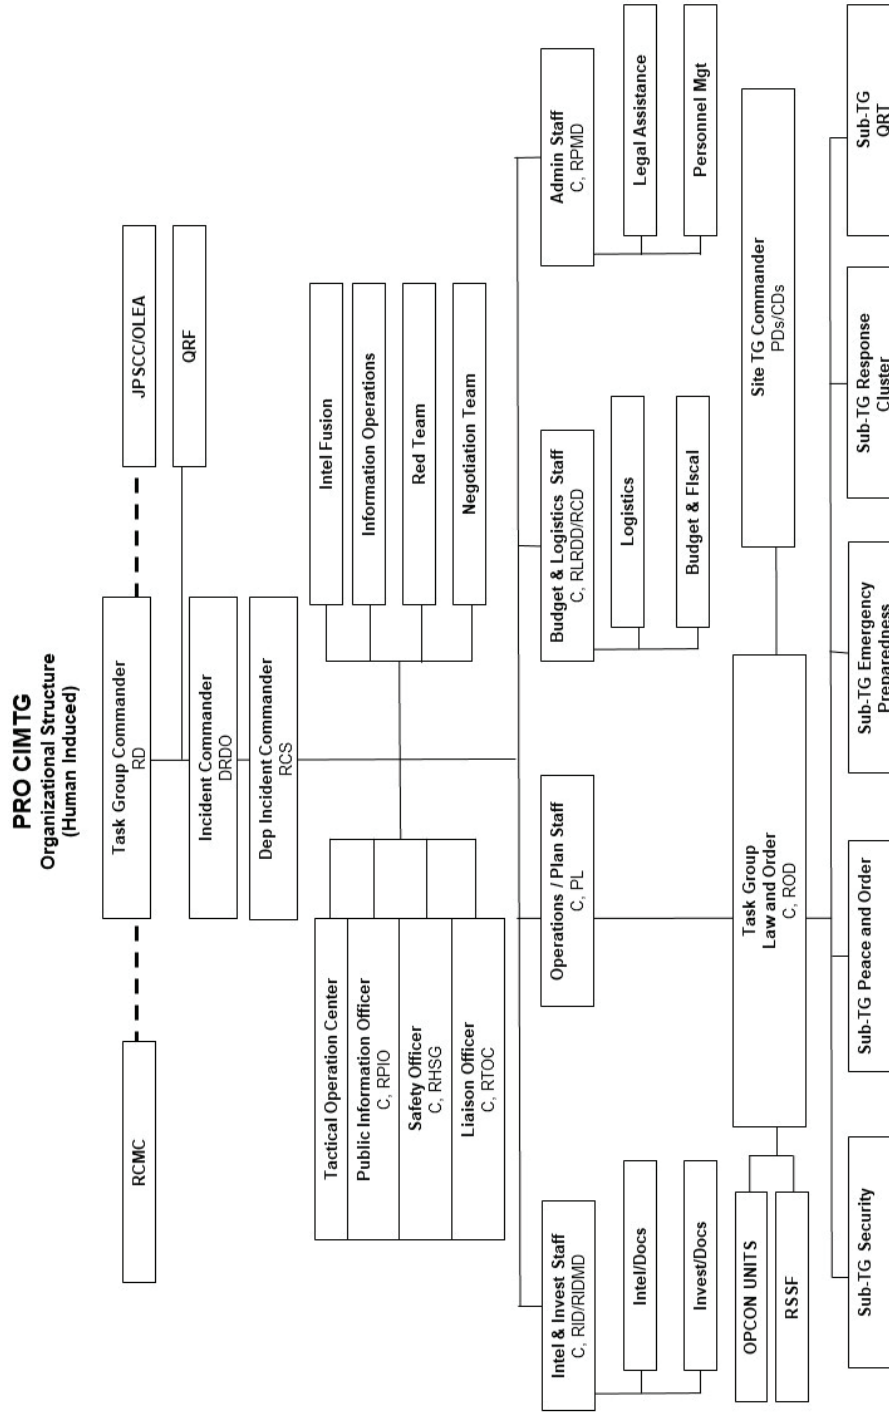 PRO CIMTG
Organizational Structure
(Human Induced)
RCMC
Task Group Commander
RD
JPSCC/OLEA
QRF
Incident Commander
DRDO
Dep Incident Commander
RCS
Tactical Operation Center
Public Information Officer
C, RPIO
Safety Officer
C, RHSG
Liaison Officer
C, RTOC
Intel Fusion
Information Operations
Red Team
Negotiation Team
Intel & Invest Staff
C, RID/RIDMD
Intel/Docs
Invest/Docs
Operations / Plan Staff
C, PL
Budget & Logistics Staff
C, RLRDD/RCD
Logistics
Budget & FIscal
Admin Staff
C, RPMD
Legal Assistance
Personnel Mgt
OPCON UNITS
RSSF
Task Group
Law and Order
C, ROD
Site TG Commander
PDs/CDs
Sub-TG Security
Sub-TG Peace and Order
Sub-TG Emergency
Preparedness
Sub-TG Response
Cluster
Sub-TG
QRT